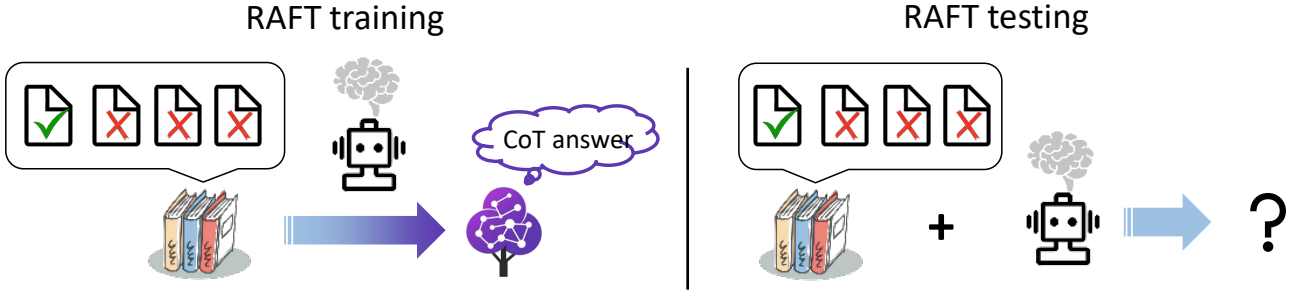 RAFT training
RAFT testing
CoT answer
+
?